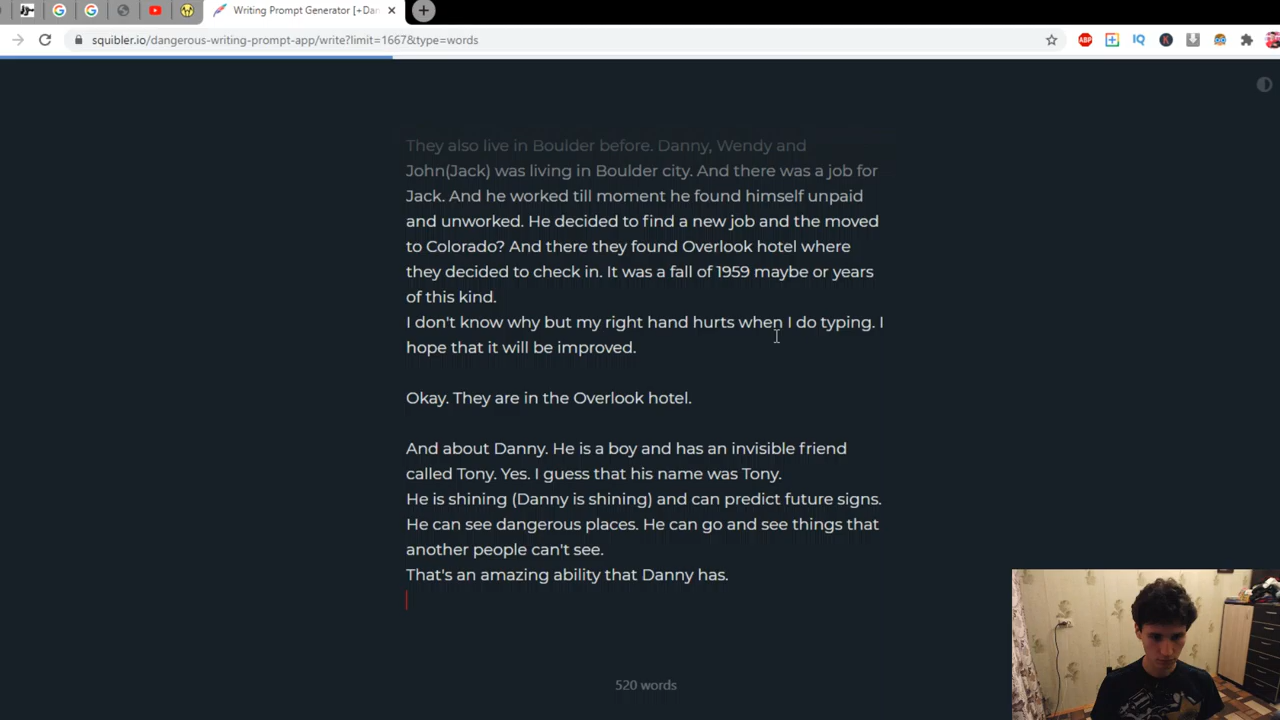 Writing Prompt Generator [+Dan
squibler.io/dangerous-writing-prompt-app/write?limit=1667&type=words
ABP
IQ
K
They also live in Boulder before. Danny, Wendy and
John(Jack) was living in Boulder city. And there was a job for
Jack. And he worked till moment he found himself unpaid
and unworked. He decided to find a new job and the moved
to Colorado? And there they found Overlook hotel where
they decided to check in. It was a fall of 1959 maybe or years
of this kind.
I don't know why but my right hand hurts when I do typing. I
hope that it will be improved.
Okay. They are in the Overlook hotel.
And about Danny. He is a boy and has an invisible friend
called Tony. Yes. I guess that his name was Tony.
He is shining (Danny is shining) and can predict future signs.
He can see dangerous places. He can go and see things that
another people can't see.
That's an amazing ability that Danny has.
520 words